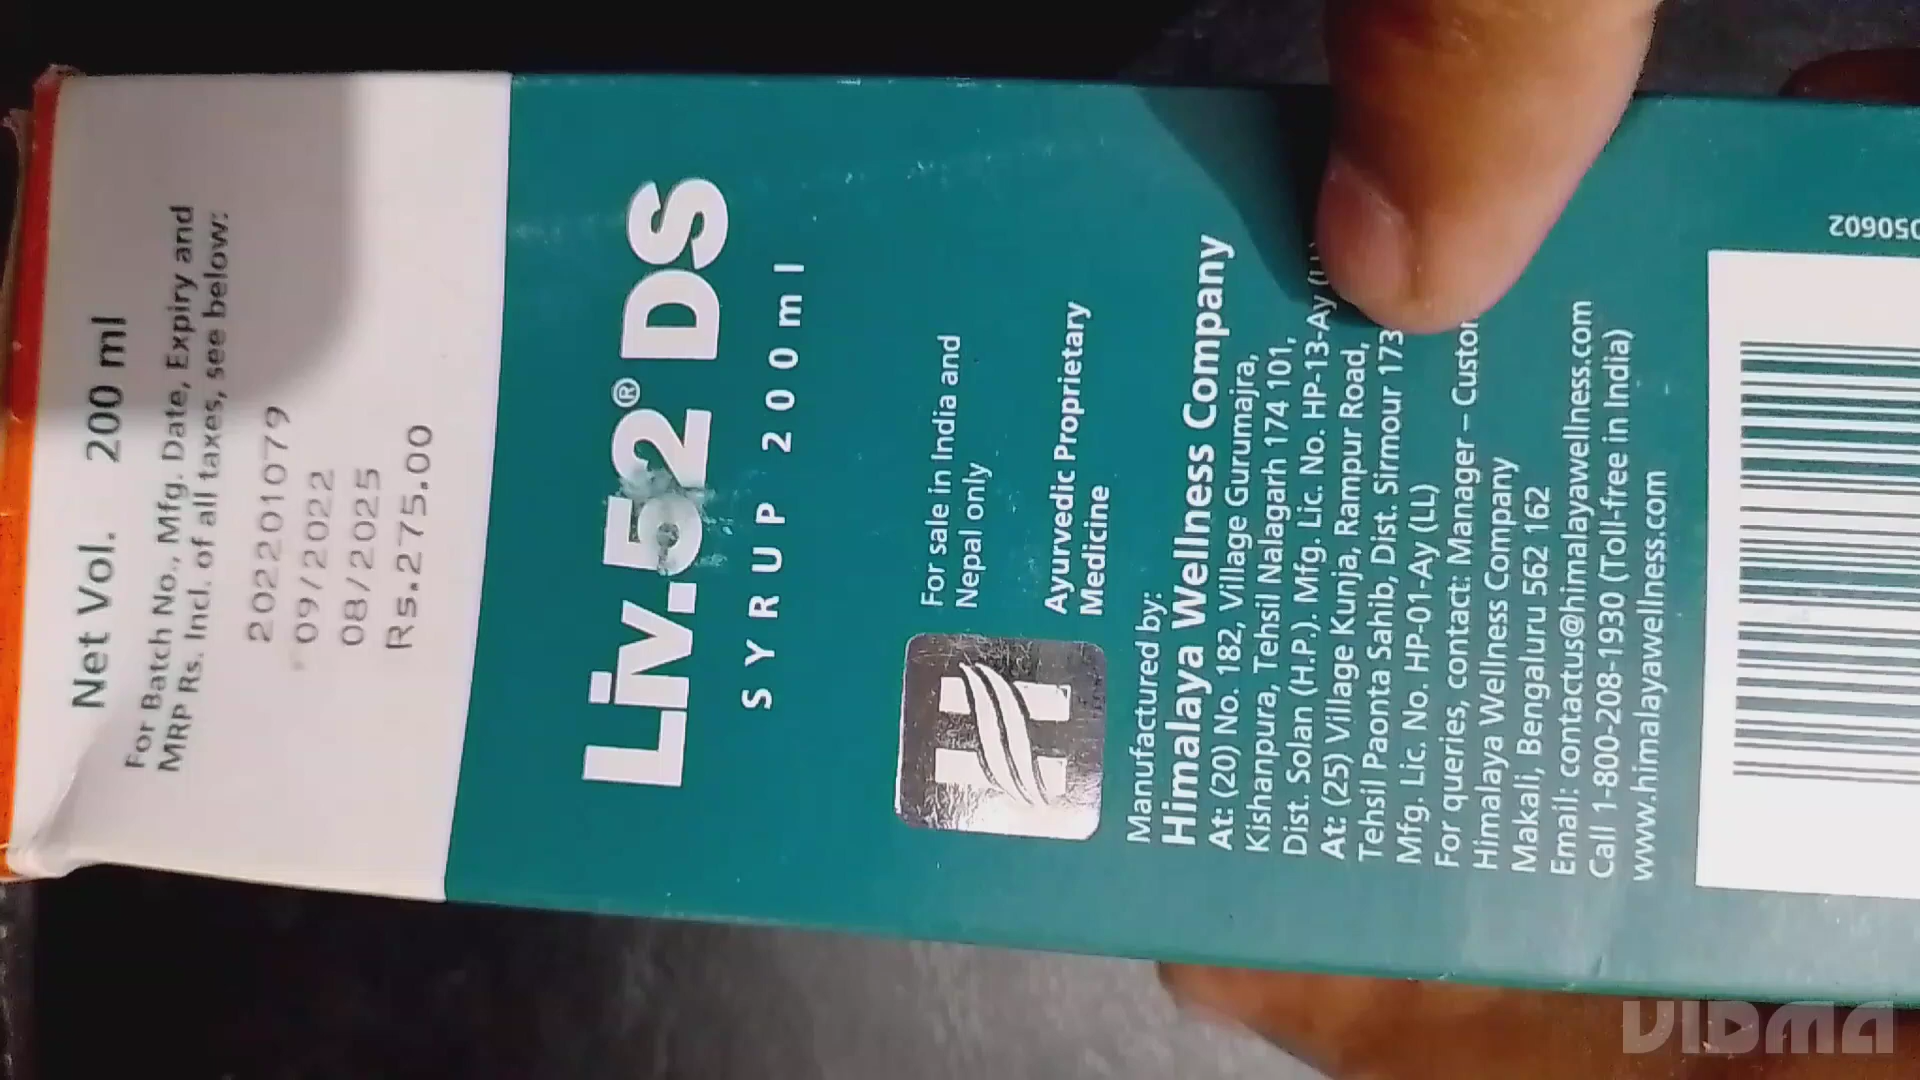 Net Vol. 200 ml
For Batch No., Mfg. Date, Expiry and
MRP Rs. Incl. of all taxes, see below:
202201079
09/2022
08/2025
Rs.275.00
Liv.52® DS
SYRUP 200ml
For sale in India and
Nepal only
Ayurvedic Proprietary
Medicine
Manufactured by:
Himalaya Wellness Company
At: (20) No. 182, Village Gurumajra,
Kishanpura, Tehsil Nalagarh 174 101,
Dist. Solan (H.P.). Mfg. Lic. No. HP-13-Ay
At: (25) Village Kunja, Rampur Road,
Tehsil Paonta Sahib, Dist. Sirmour 173
Mfg. Lic. No. HP-01-Ay (LL)
For queries, contact: Manager –
Himalaya Wellness Company
Makali, Bengaluru 562 162
Email: contactus@himalayawellness.com
Call 1-800-208-1930 (Toll-free in India)
www.himalayawellness.com
050602
VIDMA